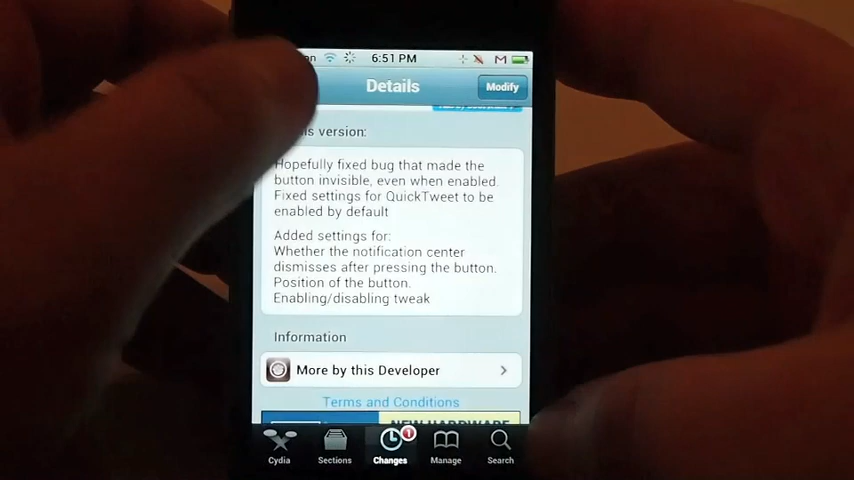 6:51 PM
Details
Modify
version:
Hopefully fixed bug that made the
button invisible, even when enabled.
Fixed settings for QuickTweet to be
enabled by default
Added settings for:
Whether the notification center
dismisses after pressing the button.
Position of the button.
Enabling/disabling tweak
Information
More by this Developer
Terms and Conditions
NEW HARDWARE
1
Cydia
Sections
Changes
Manage
Search